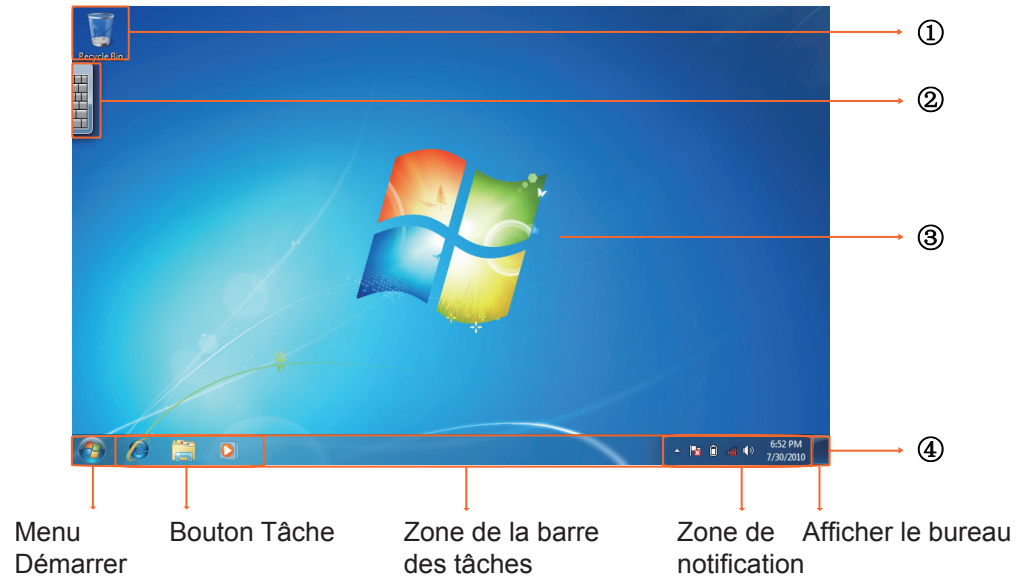 ①
Recycle Bin
②
③
6:52 PM
7/30/2010
④
Menu
Démarrer
Bouton Tâche
Zone de la barre
des tâches
Zone de
notification
Afficher le bureau